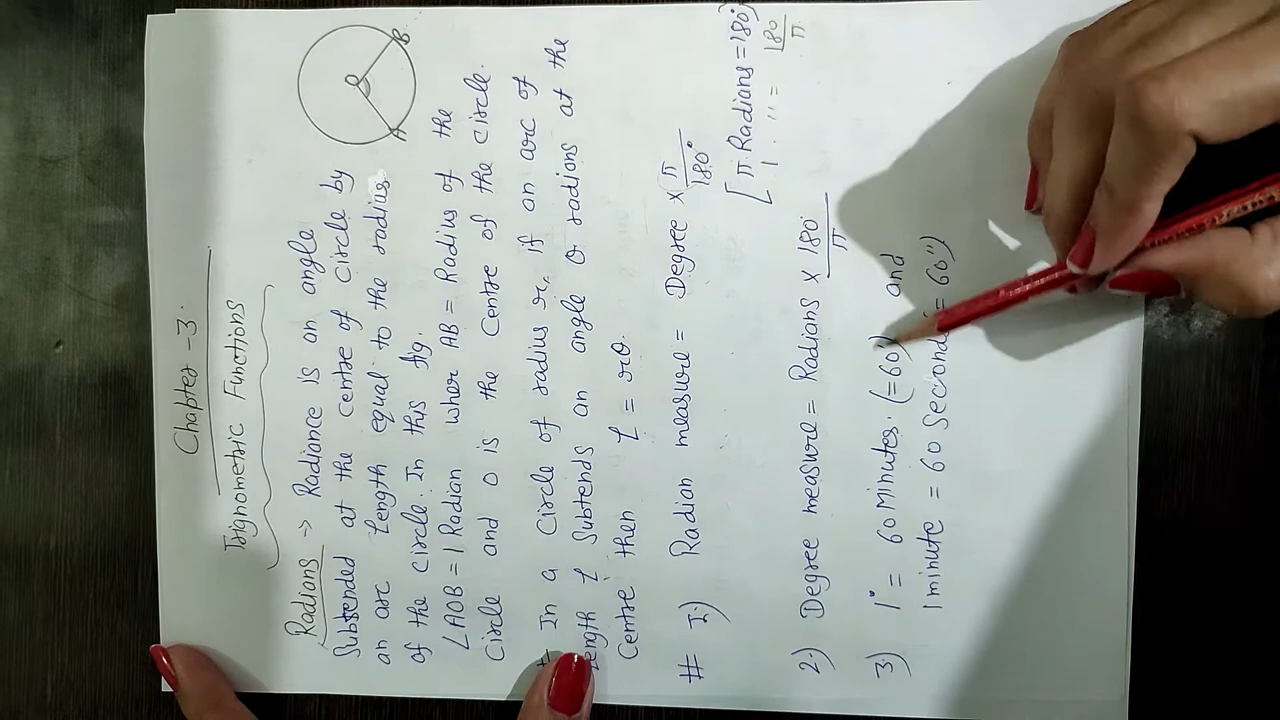 Chapter - 3.
Trignometric Functions
Radians → Radiance is an angle
Subtended at the centre of Circle by
an arc Length equal to the radius
of the circle. In this fig.
∠AOB = 1 Radian wher AB = Radius of the
Circle and O is the Centre of the circle.
# In a Circle of radius r, if an arc of
length l Subtends an angle θ radions at the
Centre then l = rθ.
# 1) Radian measure = Degree × π/180°
[π Radians = 180°]
1 " = 180/π
2-) Degree measure = Radians × 180°/π
3) 1° = 60 Minutes. (= 60') and
1 minute = 60 Second = 60")
A
O
B